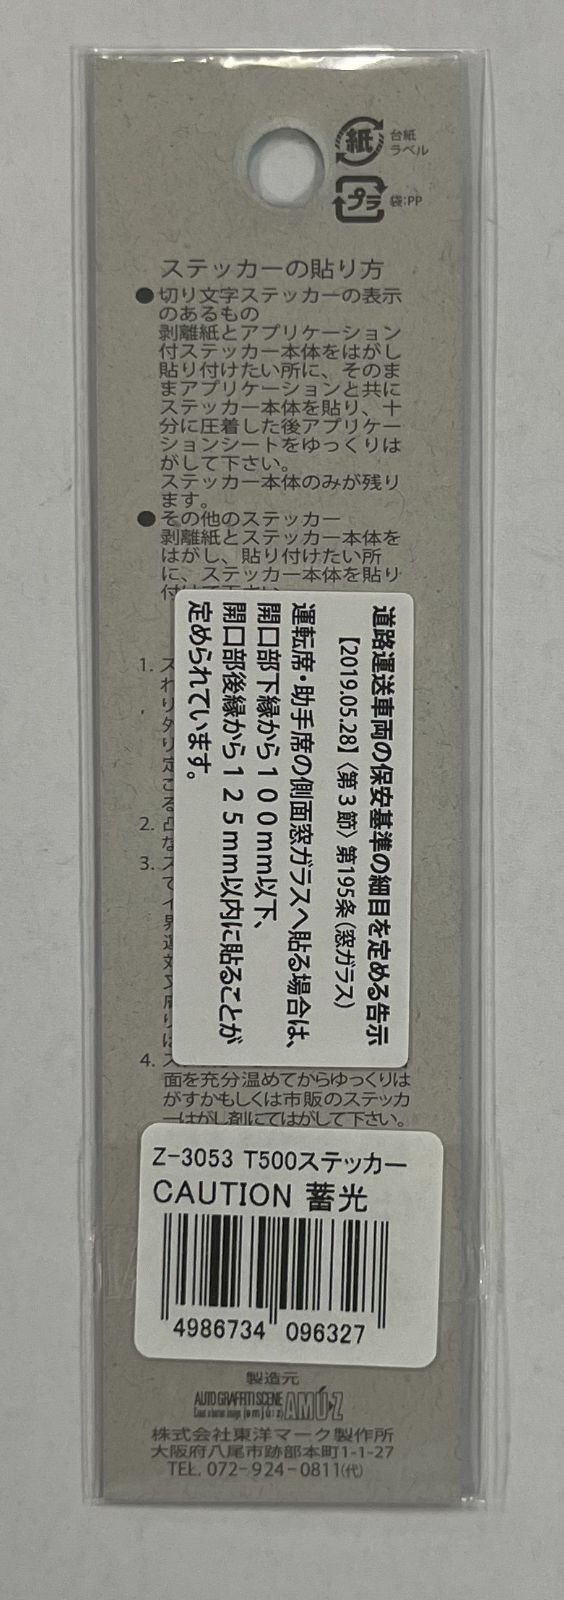 紙
台紙
ラベル
プラ
袋:PP
ステッカーの貼り方
●切り文字ステッカーの表示
のあるもの
剥離紙とアプリケーション
付ステッカー本体をはがし
貼り付けたい所に、そのま
まアプリケーションと共に
ステッカー本体を貼り、十
分に圧着した後アプリケー
ションシートをゆっくりは
がして下さい。
ステッカー本体のみが残り
ます。
●その他のステッカー
剥離紙とステッカー本体を
はがし、貼り付けたい所
に、ステッカー本体を貼り
道路運送車両の保安基準の細目を定める告示
【2019.05.28】〈第3節〉第195条(窓ガラス)
運転席・助手席の側面窓ガラスへ貼る場合は、
開口部下縁から100mm以下、
開口部後縁から125mm以内に貼ることが
定められています。
1.
2.
3.
4.
面を充分温めてからゆっくりは
がすかもしくは市販のステッカ
ーはがし剤にてはがして下さい。
Z-3053 T500ステッカー
CAUTION 蓄光
4986734 096327
製造元
AUTO GRAFFITI SCENE
AMU-Z
株式会社東洋マーク製作所
大阪府八尾市跡部本町1-1-27
TEL. 072-924-0811(代)